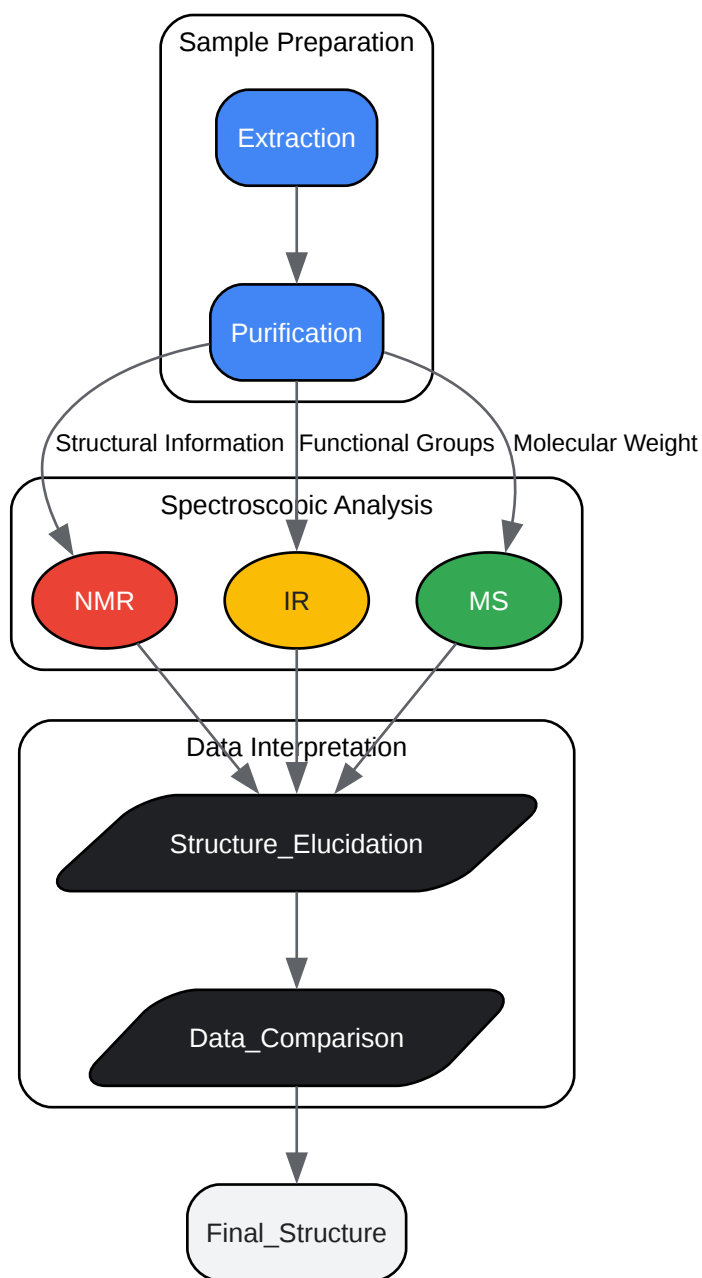 Sample Preparation
Extraction
Purification
Structural Information
Functional Groups
Molecular Weight
Spectroscopic Analysis
NMR
IR
MS
Data Interpretation
Structure_Elucidation
Data_Comparison
Final_Structure